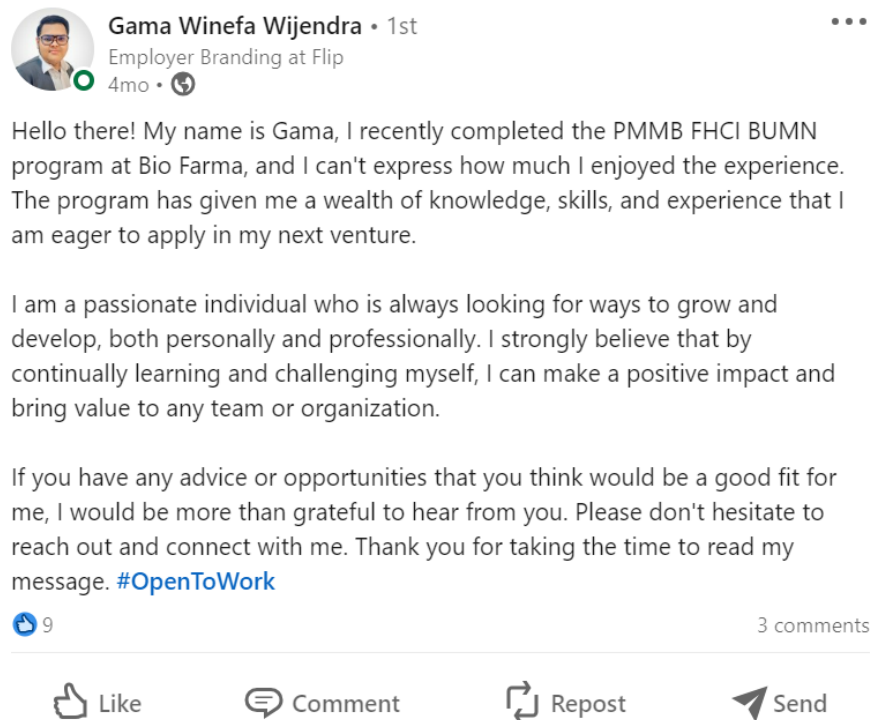 Gama Winefa Wijendra • 1st
Employer Branding at Flip
4mo •
Hello there! My name is Gama, I recently completed the PMMB FHCI BUMN
program at Bio Farma, and I can't express how much I enjoyed the experience.
The program has given me a wealth of knowledge, skills, and experience that I
am eager to apply in my next venture.
I am a passionate individual who is always looking for ways to grow and
develop, both personally and professionally. I strongly believe that by
continually learning and challenging myself, I can make a positive impact and
bring value to any team or organization.
If you have any advice or opportunities that you think would be a good fit for
me, I would be more than grateful to hear from you. Please don't hesitate to
reach out and connect with me. Thank you for taking the time to read my
message. #OpenToWork
9 3 comments
Like Comment Repost Send